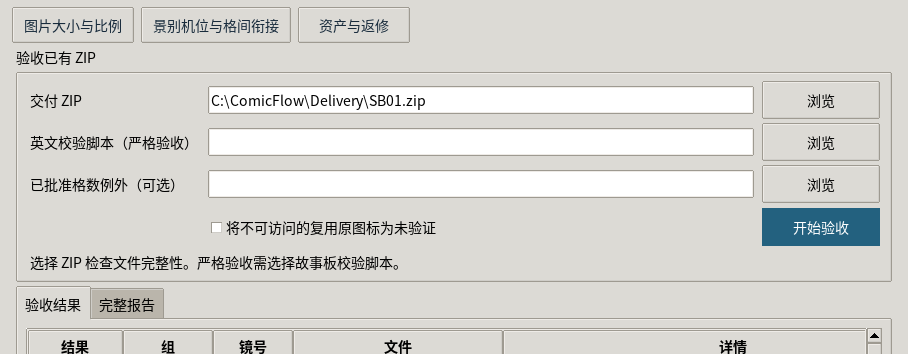 图片大小与比例 景别机位与格间衔接 资产与返修
验收已有 ZIP
交付 ZIP C:\ComicFlow\Delivery\SB01.zip 浏览
英文校验脚本（严格验收） 浏览
已批准格数例外（可选） 浏览
将不可访问的复用原图标为未验证 开始验收
选择 ZIP 检查文件完整性。严格验收需选择故事板校验脚本。
验收结果 完整报告
结果 组 镜号 文件 详情